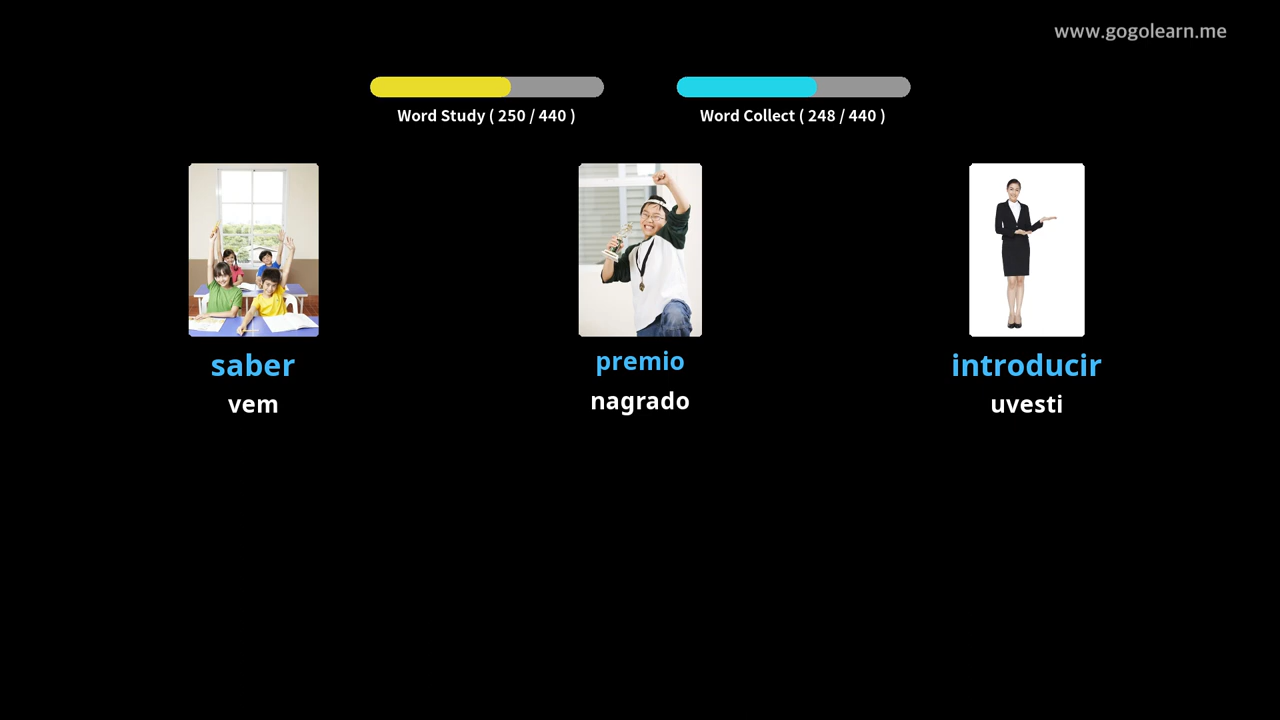 www.gogolearn.me
Word Study ( 250 / 440 )
Word Collect ( 248 / 440 )
saber
vem
premio
nagrado
introducir
uvesti